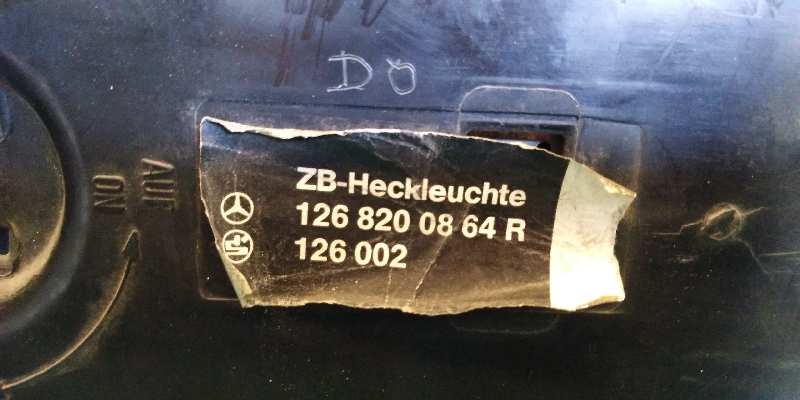 DO
ZB-Heckleuchte
126 820 08 64 R
126 002
AUF
ON